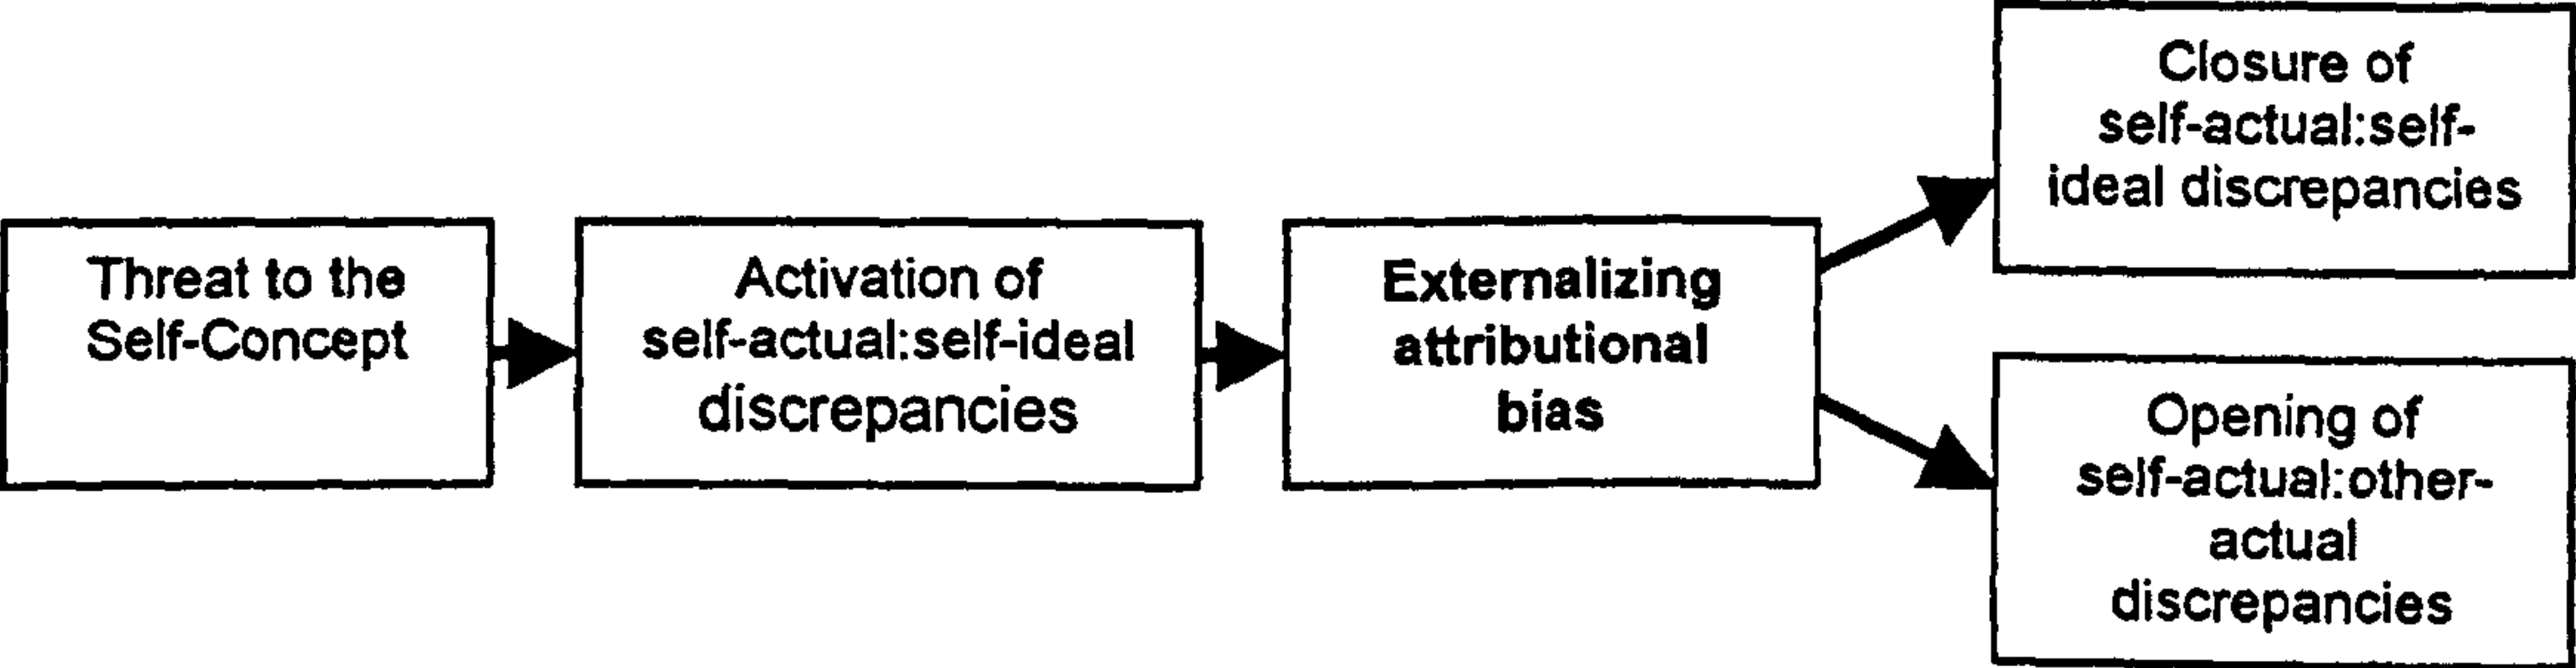 Threat to the
Self-Concept
Activation of
self-actual:self-ideal
discrepancies
Externalizing
attributional
bias
Closure of
self-actual:self-
ideal discrepancies
Opening of
self-actual:other-
actual
discrepancies